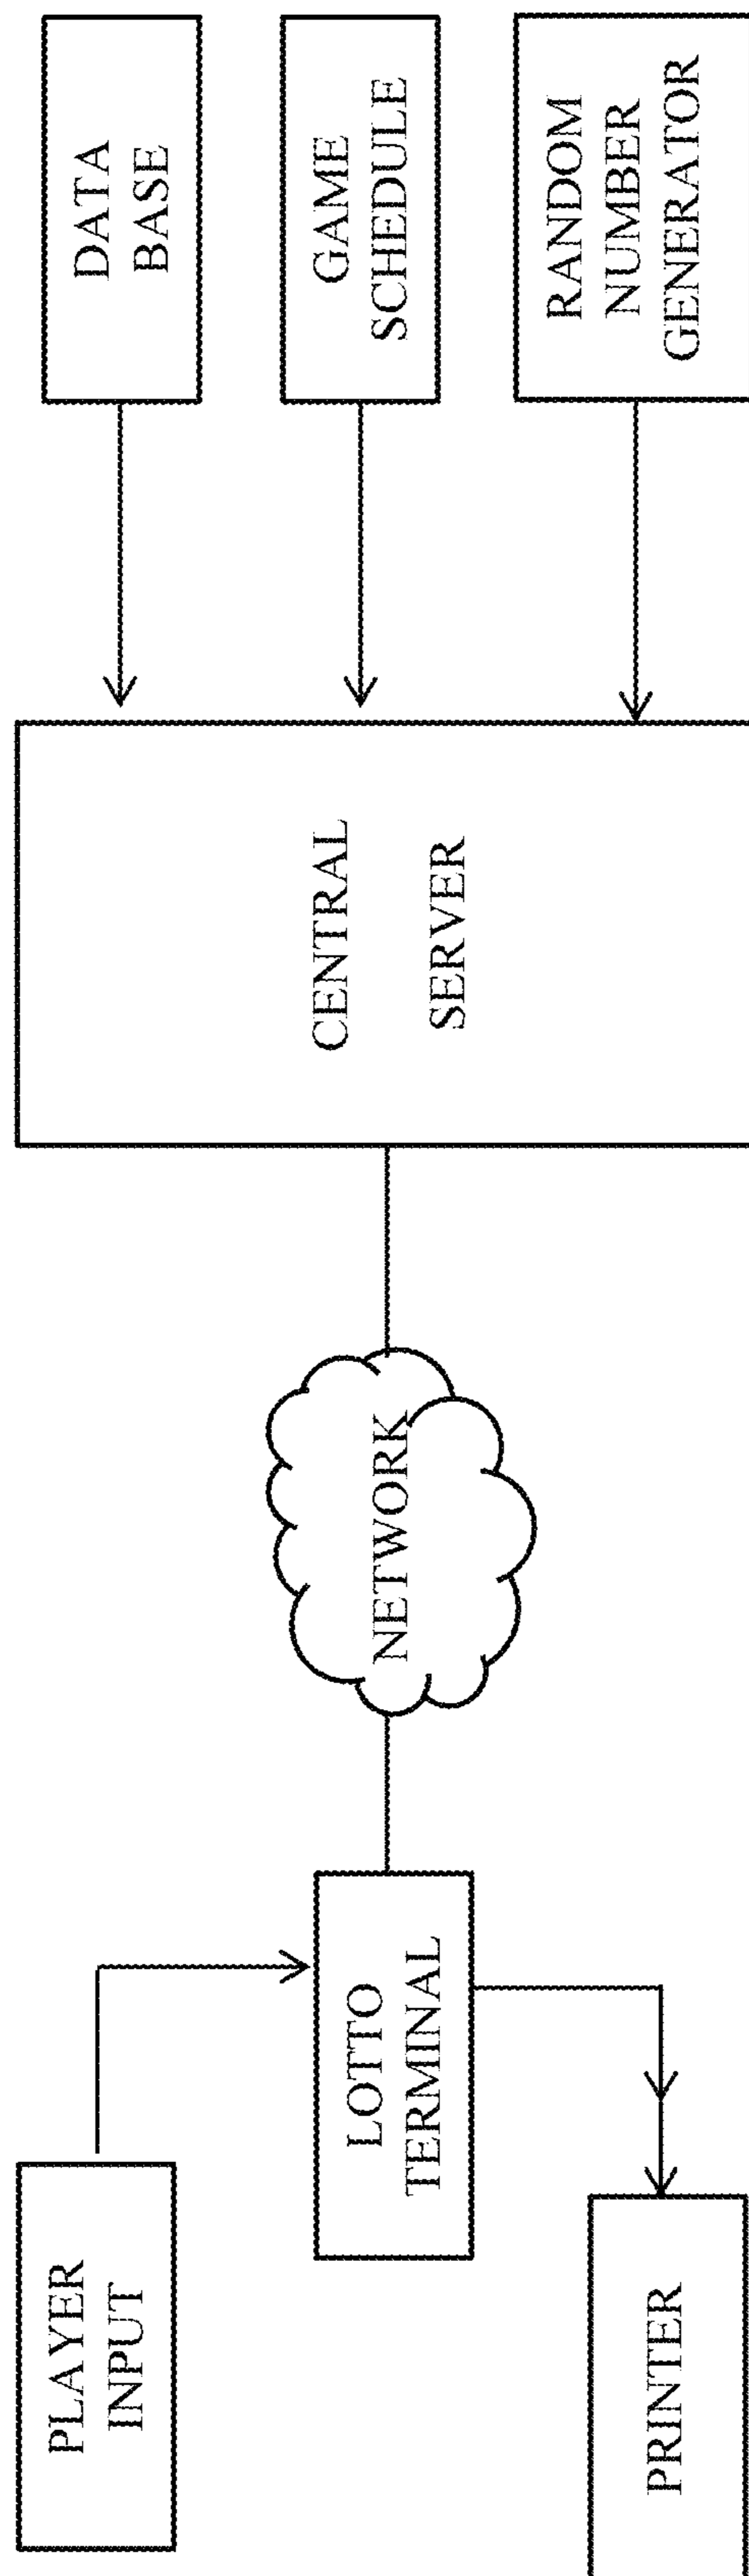 PLAYER
INPUT
LOTTO
TERMINAL
PRINTER
NETWORK
CENTRAL
SERVER
DATA
BASE
GAME
SCHEDULE
RANDOM
NUMBER
GENERATOR